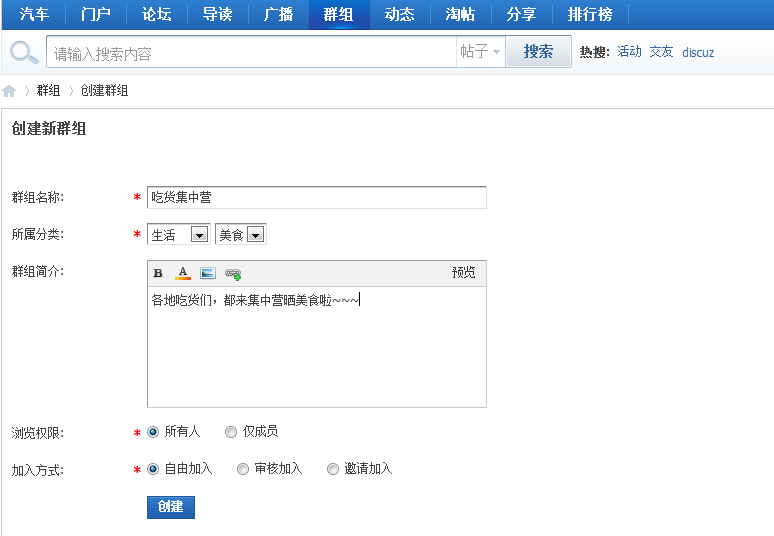 汽车 门户 论坛 导读 广播 群组 动态 淘帖 分享 排行榜
请输入搜索内容 帖子 搜索 热搜: 活动 交友 discuz
群组 创建群组
创建新群组
群组名称: * 吃货集中营
所属分类: * 生活 美食
群组简介: B A 预览
各地吃货们，都来集中营晒美食啦~~~
浏览权限: * 所有人 仅成员
加入方式: * 自由加入 审核加入 邀请加入
创建